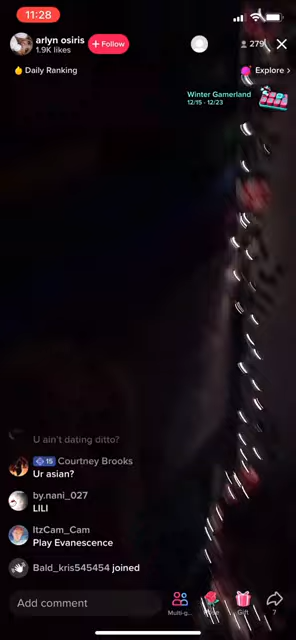 11:28
arlyn osiris
1.9K likes
+ Follow
279
Daily Ranking
Explore >
Winter Gamerland
12/15 - 12/23
U ain't dating ditto?
15 Courtney Brooks
Ur asian?
by.nani_027
LILI
ItzCam_Cam
Play Evanescence
Bald_kris545454 joined
Add comment
Multi-g...
Gift
7